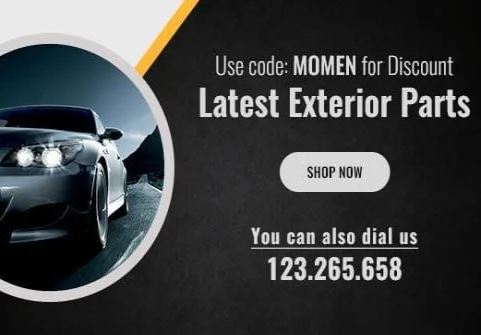 Use code: MOMEN for Discount
Latest Exterior Parts
SHOP NOW
You can also dial us
123.265.658